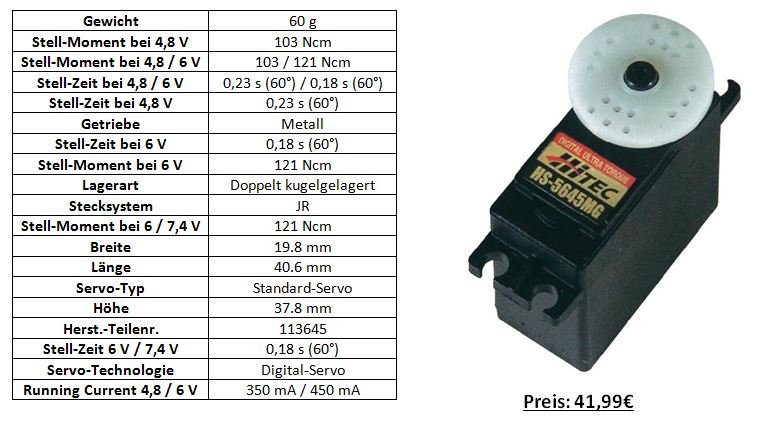 Gewicht 60 g
Stell-Moment bei 4,8 V 103 Ncm
Stell-Moment bei 4,8 / 6 V 103 / 121 Ncm
Stell-Zeit bei 4,8 / 6 V 0,23 s (60°) / 0,18 s (60°)
Stell-Zeit bei 4,8 V 0,23 s (60°)
Getriebe Metall
Stell-Zeit bei 6 V 0,18 s (60°)
Stell-Moment bei 6 V 121 Ncm
Lagerart Doppelt kugelgelagert
Stecksystem JR
Stell-Moment bei 6 / 7,4 V 121 Ncm
Breite 19.8 mm
Länge 40.6 mm
Servo-Typ Standard-Servo
Höhe 37.8 mm
Herst.-Teilenr. 113645
Stell-Zeit 6 V / 7,4 V 0,18 s (60°)
Servo-Technologie Digital-Servo
Running Current 4,8 / 6 V 350 mA / 450 mA
DIGITAL ULTRA TORQUE
HiTEC
HS-5645MG
Preis: 41,99€